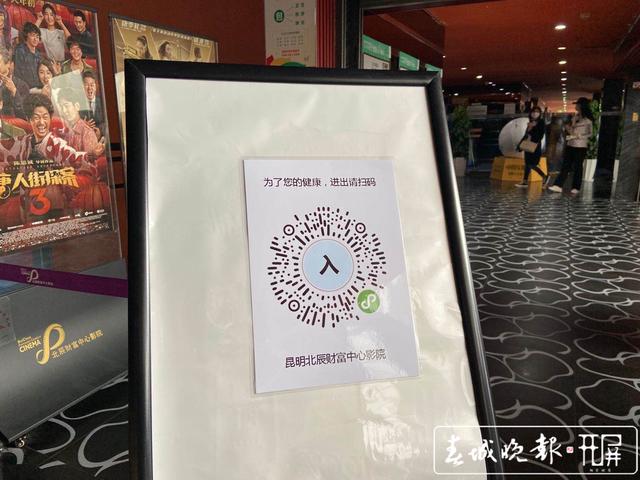 为了您的健康，进出请扫码
入
昆明北辰财富中心影院
唐人街探案
3
CINEMA
北辰财富中心影院
春城晚报
开屏
NEWS